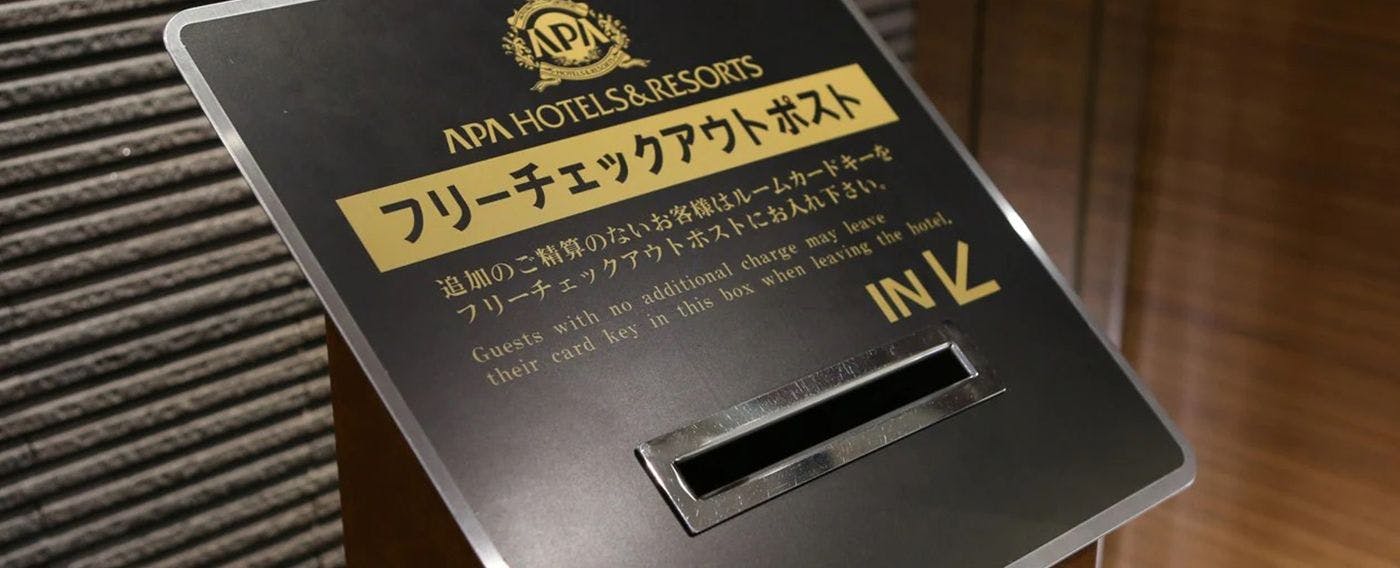 APA
HOTELS&RESORTS
APA HOTELS&RESORTS
フリーチェックアウトポスト
追加のご精算のないお客様はルームカードキーを
フリーチェックアウトポストにお入れ下さい。
Guests with no additional charge may leave
their card key in this box when leaving the hotel.
IN